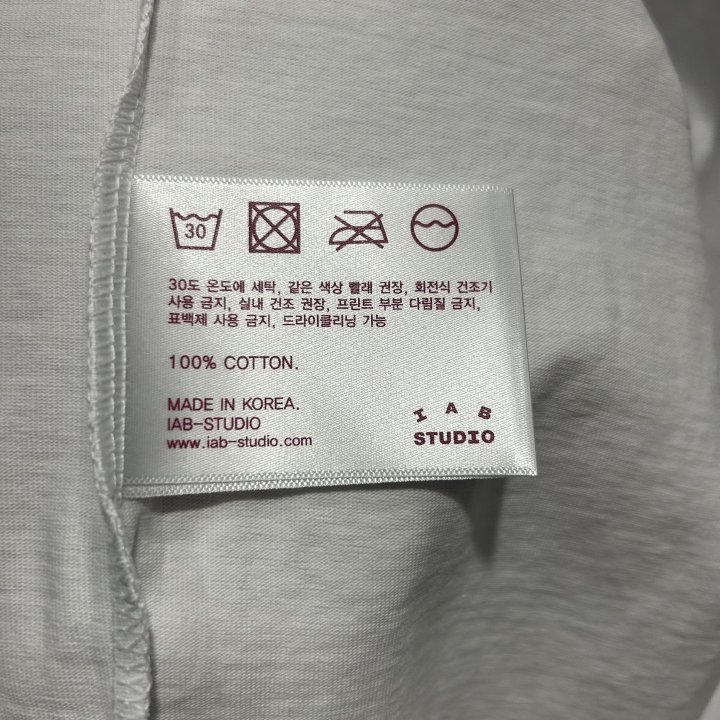 30
30도 온도에 세탁, 같은 색상 빨래 권장, 회전식 건조기
사용 금지, 실내 건조 권장, 프린트 부분 다림질 금지,
표백제 사용 금지, 드라이클리닝 가능
100% COTTON.
MADE IN KOREA.
IAB-STUDIO
www.iab-studio.com
I A B
STUDIO